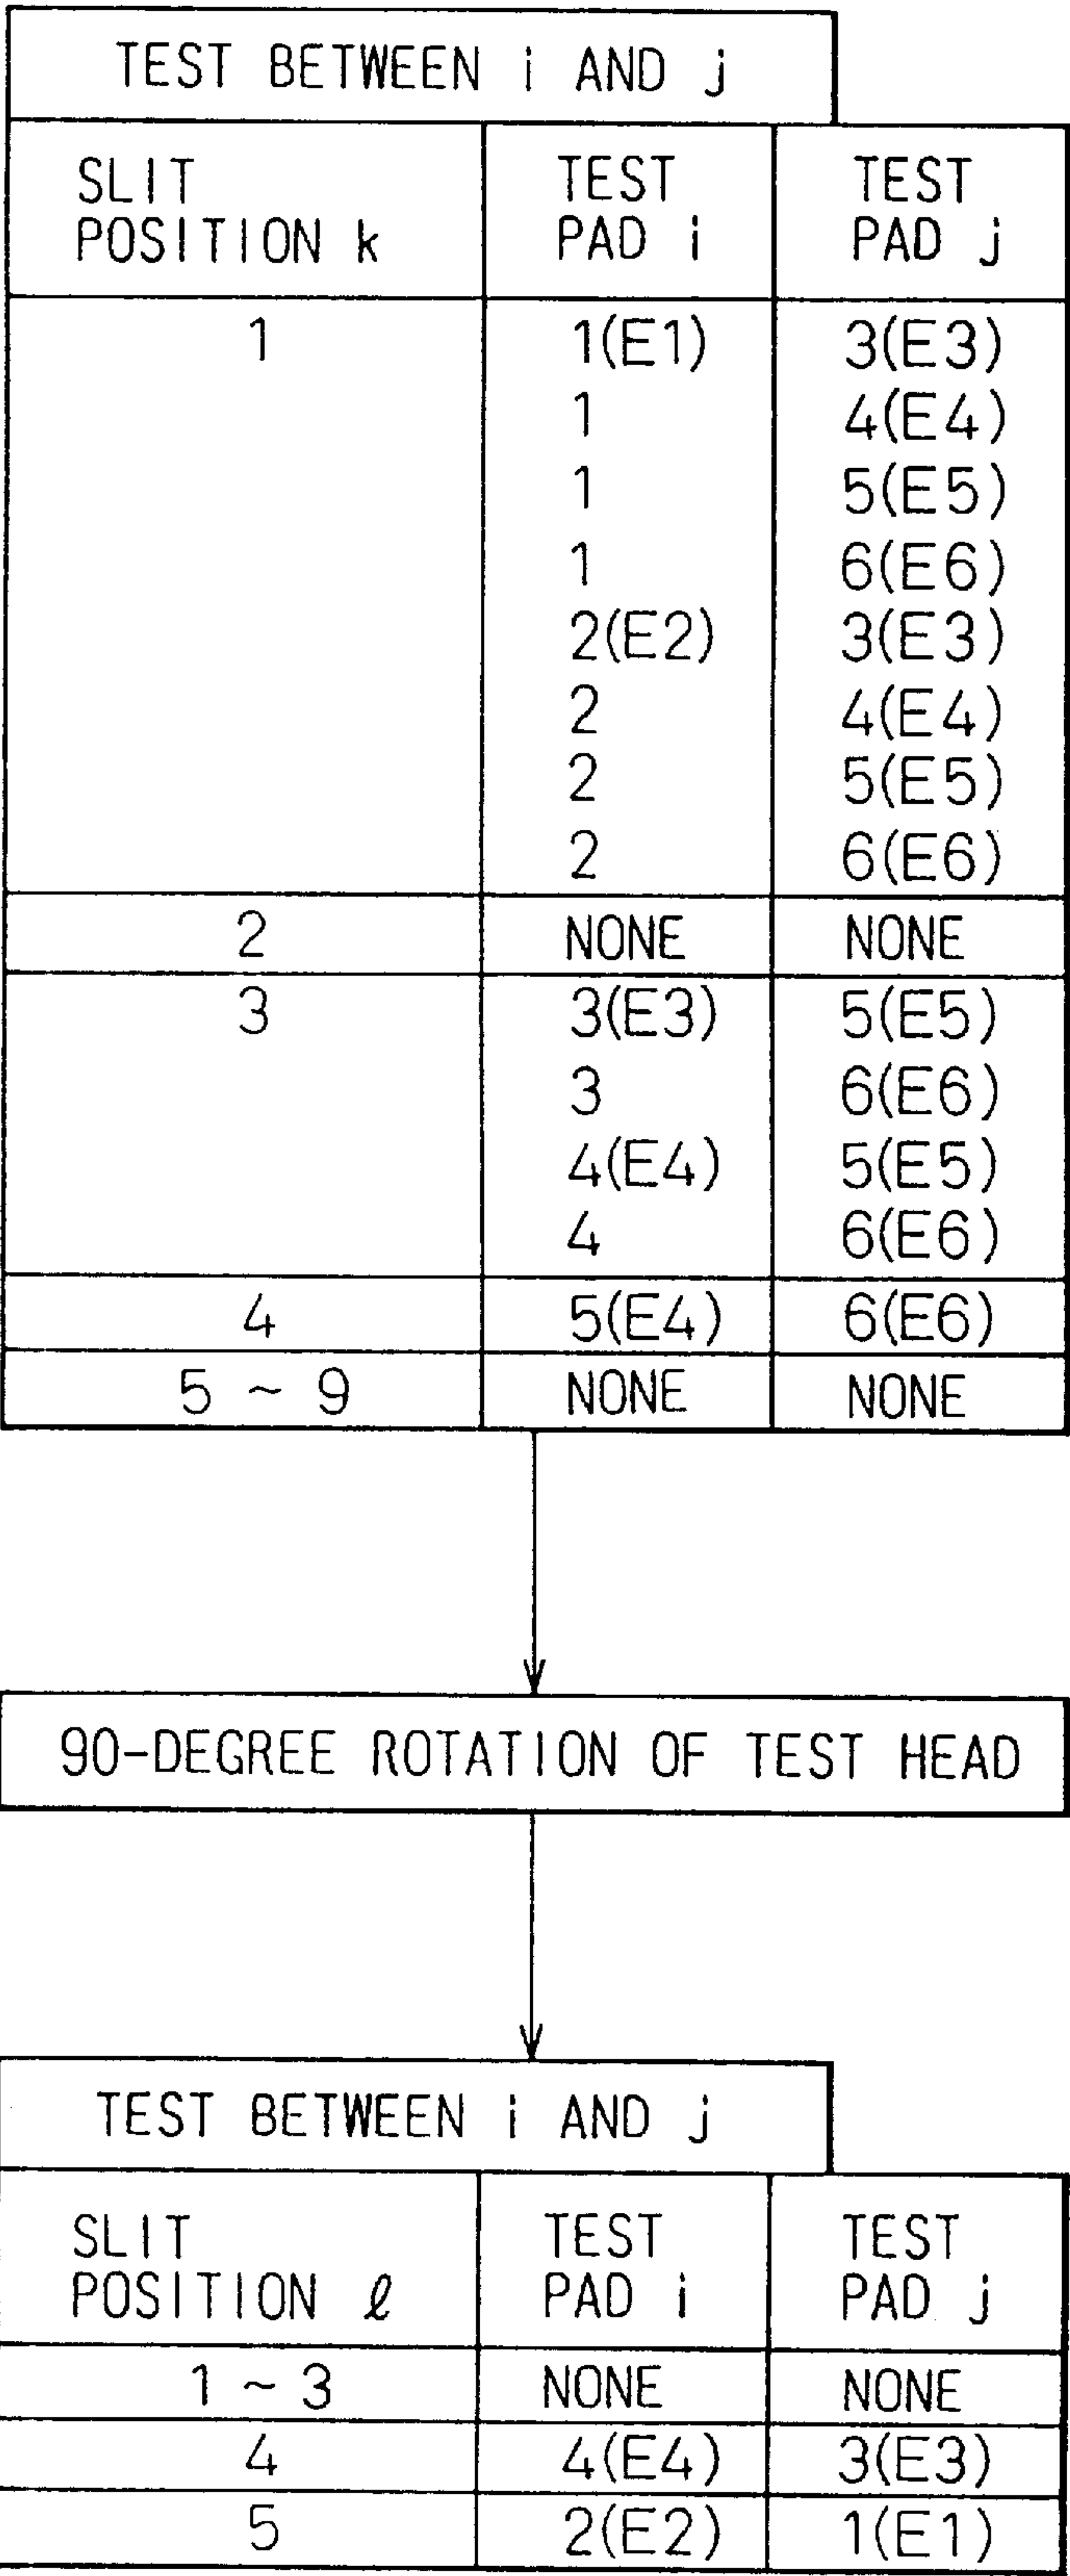 TEST BETWEEN i AND j
SLIT POSITION k TEST PAD i TEST PAD j
1 1(E1) 3(E3)
1 4(E4)
1 5(E5)
1 6(E6)
2(E2) 3(E3)
2 4(E4)
2 5(E5)
2 6(E6)
2 NONE NONE
3 3(E3) 5(E5)
3 6(E6)
4(E4) 5(E5)
4 6(E6)
4 5(E4) 6(E6)
5 ~ 9 NONE NONE
90-DEGREE ROTATION OF TEST HEAD
TEST BETWEEN i AND j
SLIT POSITION ℓ TEST PAD i TEST PAD j
1 ~ 3 NONE NONE
4 4(E4) 3(E3)
5 2(E2) 1(E1)